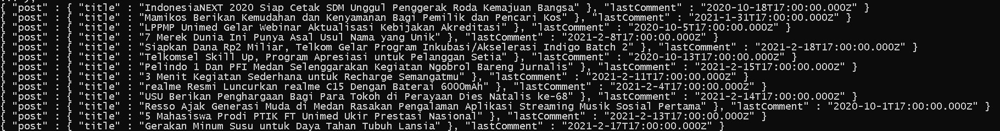 { "post" : { "title" : "IndonesiaNEXT 2020 Siap Cetak SDM Unggul Penggerak Roda Kemajuan Bangsa" }, "lastComment" : "2020-10-18T17:00:00.000Z" }
{ "post" : { "title" : "Mamikos Berikan Kemudahan dan Kenyamanan Bagi Pemilik dan Pencari Kos" }, "lastComment" : "2021-1-31T17:00:00.000Z" }
{ "post" : { "title" : "LPPMP Unimed Gelar Webinar Aktualisasi Kebijakan Akreditasi" }, "lastComment" : "2020-10-5T17:00:00.000Z" }
{ "post" : { "title" : "7 Merek Dunia Ini Punya Asal Usul Nama yang Unik" }, "lastComment" : "2021-2-8T17:00:00.000Z" }
{ "post" : { "title" : "Siapkan Dana Rp2 Miliar, Telkom Gelar Program Inkubasi/Akselerasi Indigo Batch 2" }, "lastComment" : "2021-2-18T17:00:00.000Z" }
{ "post" : { "title" : "Telkomsel Skill Up, Program Apresiasi untuk Pelanggan Setia" }, "lastComment" : "2020-10-13T17:00:00.000Z" }
{ "post" : { "title" : "Pelindo 1 Dan PFI Medan Selenggarakan Kegiatan Ngobrol Bareng Jurnalis" }, "lastComment" : "2021-2-15T17:00:00.000Z" }
{ "post" : { "title" : "3 Menit Kegiatan Sederhana untuk Recharge Semangatmu" }, "lastComment" : "2021-2-11T17:00:00.000Z" }
{ "post" : { "title" : "realme Resmi Luncurkan realme C15 Dengan Baterai 6000mAh" }, "lastComment" : "2021-2-4T17:00:00.000Z" }
{ "post" : { "title" : "USU Berikan Penghargaan Bagi Para Tokoh di Perayaan Dies Natalis ke-68" }, "lastComment" : "2021-2-14T17:00:00.000Z" }
{ "post" : { "title" : "Resso Ajak Generasi Muda di Medan Rasakan Pengalaman Aplikasi Streaming Musik Sosial Pertama" }, "lastComment" : "2020-10-1T17:00:00.000Z" }
{ "post" : { "title" : "5 Mahasiswa Prodi PTIK FT Unimed Ukir Prestasi Nasional" }, "lastComment" : "2021-2-13T17:00:00.000Z" }
{ "post" : { "title" : "Gerakan Minum Susu untuk Daya Tahan Tubuh Lansia" }, "lastComment" : "2021-2-17T17:00:00.000Z" }